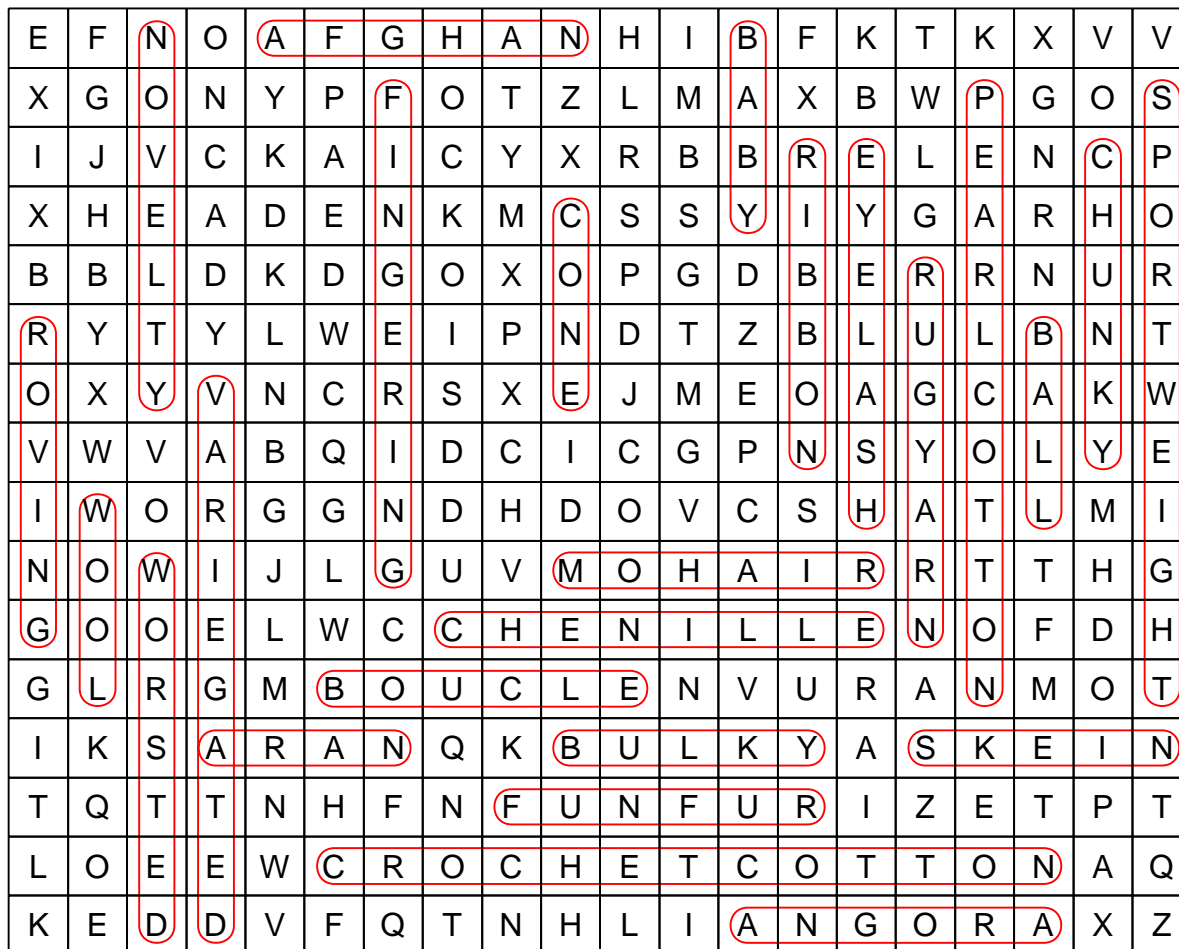 E F N O A F G H A N H I B F K T K X V V
X G O N Y P F O T Z L M A X B W P G O S
I J V C K A I C Y X R B B R E L E N C P
X H E A D E N K M C S S Y I Y G A R H O
B B L D K D G O X O P G D B E R R N U R
R Y T Y L W E I P N D T Z B L U L B N T
O X Y V N C R S X E J M E O A G C A K W
V W V A B Q I D C I C G P N S Y O L Y E
I W O R G G N D H D O V C S H A T L M I
N O W I J L G U V M O H A I R R T T H G
G O O E L W C C H E N I L L E N O F D H
G L R G M B O U C L E N V U R A N M O T
I K S A R A N Q K B U L K Y A S K E I N
T Q T T N H F N F U N F U R I Z E T P T
L O E E W C R O C H E T C O T T O N A Q
K E D D V F Q T N H L I A N G O R A X Z